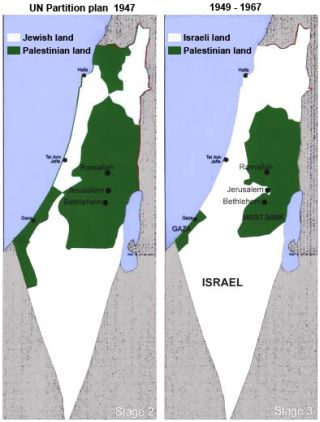 UN Partition plan 1947
Jewish land
Palestinian land
Haifa
Tel Aviv
Jaffa
Ramallah
Jerusalem
Bethlehem
Gaza
Stage 2
1949 - 1967
Israeli land
Palestinian land
Haifa
Tel Aviv
Jaffa
Ramallah
Jerusalem
Bethlehem
WEST BANK
Gaza
GAZA
ISRAEL
Stage 3